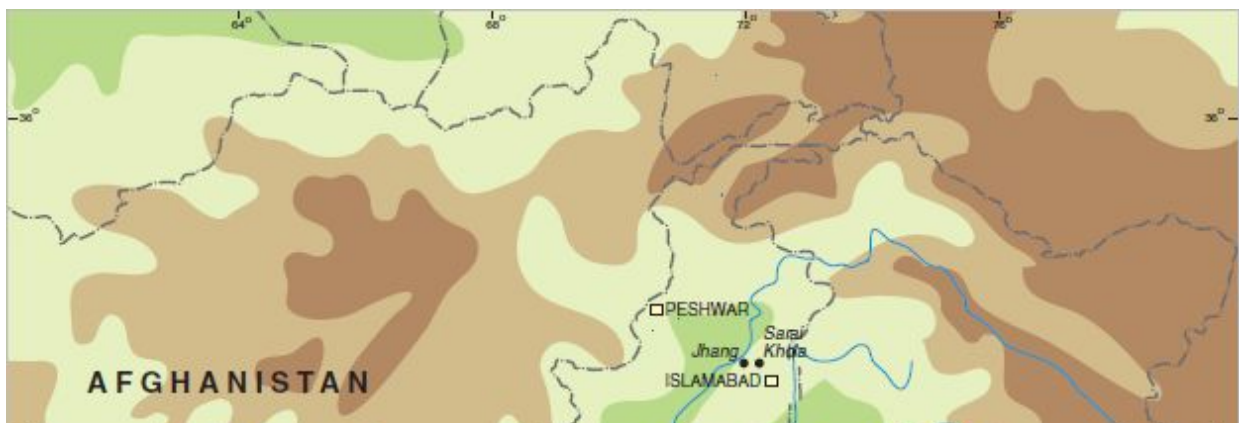 64°
68°
72°
76°
36°
36°
PESHWAR
Sarai
Jhang Khola
ISLAMABAD
AFGHANISTAN